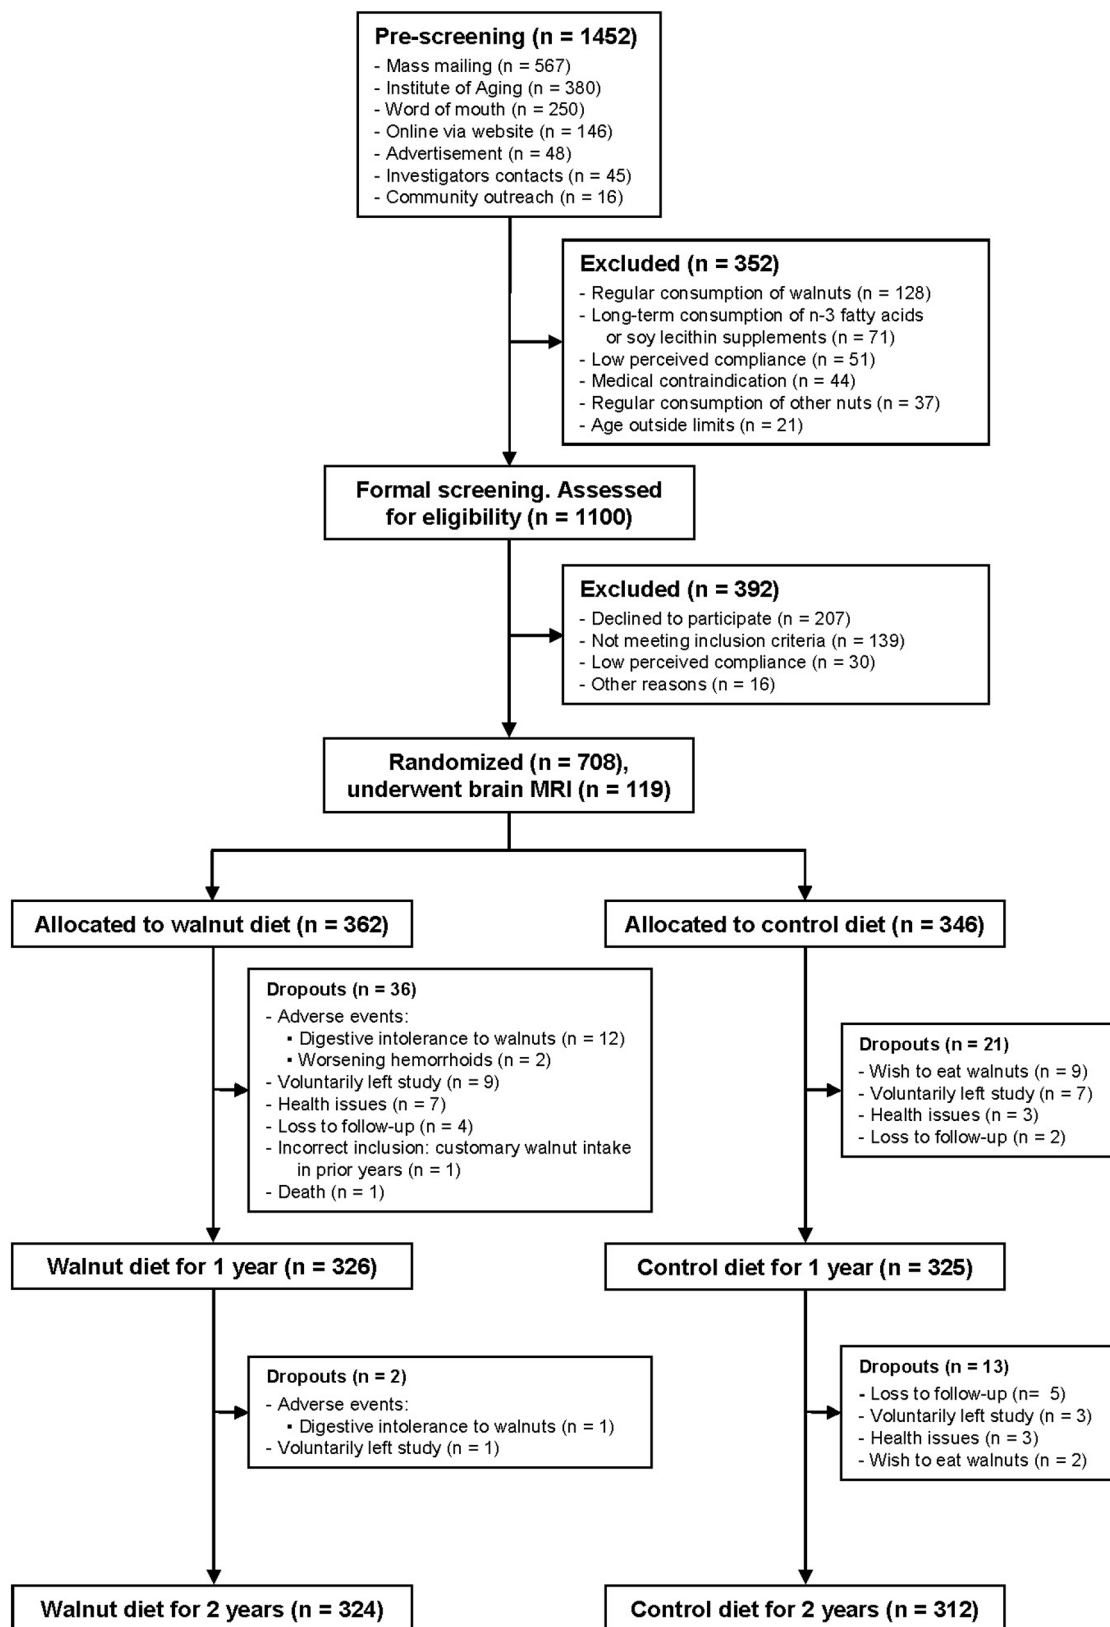 Pre-screening (n = 1452)
- Mass mailing (n = 567)
- Institute of Aging (n = 380)
- Word of mouth (n = 250)
- Online via website (n = 146)
- Advertisement (n = 48)
- Investigators contacts (n = 45)
- Community outreach (n = 16)
Excluded (n = 352)
- Regular consumption of walnuts (n = 128)
- Long-term consumption of n-3 fatty acids
or soy lecithin supplements (n = 71)
- Low perceived compliance (n = 51)
- Medical contraindication (n = 44)
- Regular consumption of other nuts (n = 37)
- Age outside limits (n = 21)
Formal screening. Assessed
for eligibility (n = 1100)
Excluded (n = 392)
- Declined to participate (n = 207)
- Not meeting inclusion criteria (n = 139)
- Low perceived compliance (n = 30)
- Other reasons (n = 16)
Randomized (n = 708),
underwent brain MRI (n = 119)
Allocated to walnut diet (n = 362)
Allocated to control diet (n = 346)
Dropouts (n = 36)
- Adverse events:
▪ Digestive intolerance to walnuts (n = 12)
▪ Worsening hemorrhoids (n = 2)
- Voluntarily left study (n = 9)
- Health issues (n = 7)
- Loss to follow-up (n = 4)
- Incorrect inclusion: customary walnut intake
in prior years (n = 1)
- Death (n = 1)
Dropouts (n = 21)
- Wish to eat walnuts (n = 9)
- Voluntarily left study (n = 7)
- Health issues (n = 3)
- Loss to follow-up (n = 2)
Walnut diet for 1 year (n = 326)
Control diet for 1 year (n = 325)
Dropouts (n = 2)
- Adverse events:
▪ Digestive intolerance to walnuts (n = 1)
- Voluntarily left study (n = 1)
Dropouts (n = 13)
- Loss to follow-up (n=  5)
- Voluntarily left study (n = 3)
- Health issues (n = 3)
- Wish to eat walnuts (n = 2)
Walnut diet for 2 years (n = 324)
Control diet for 2 years (n = 312)